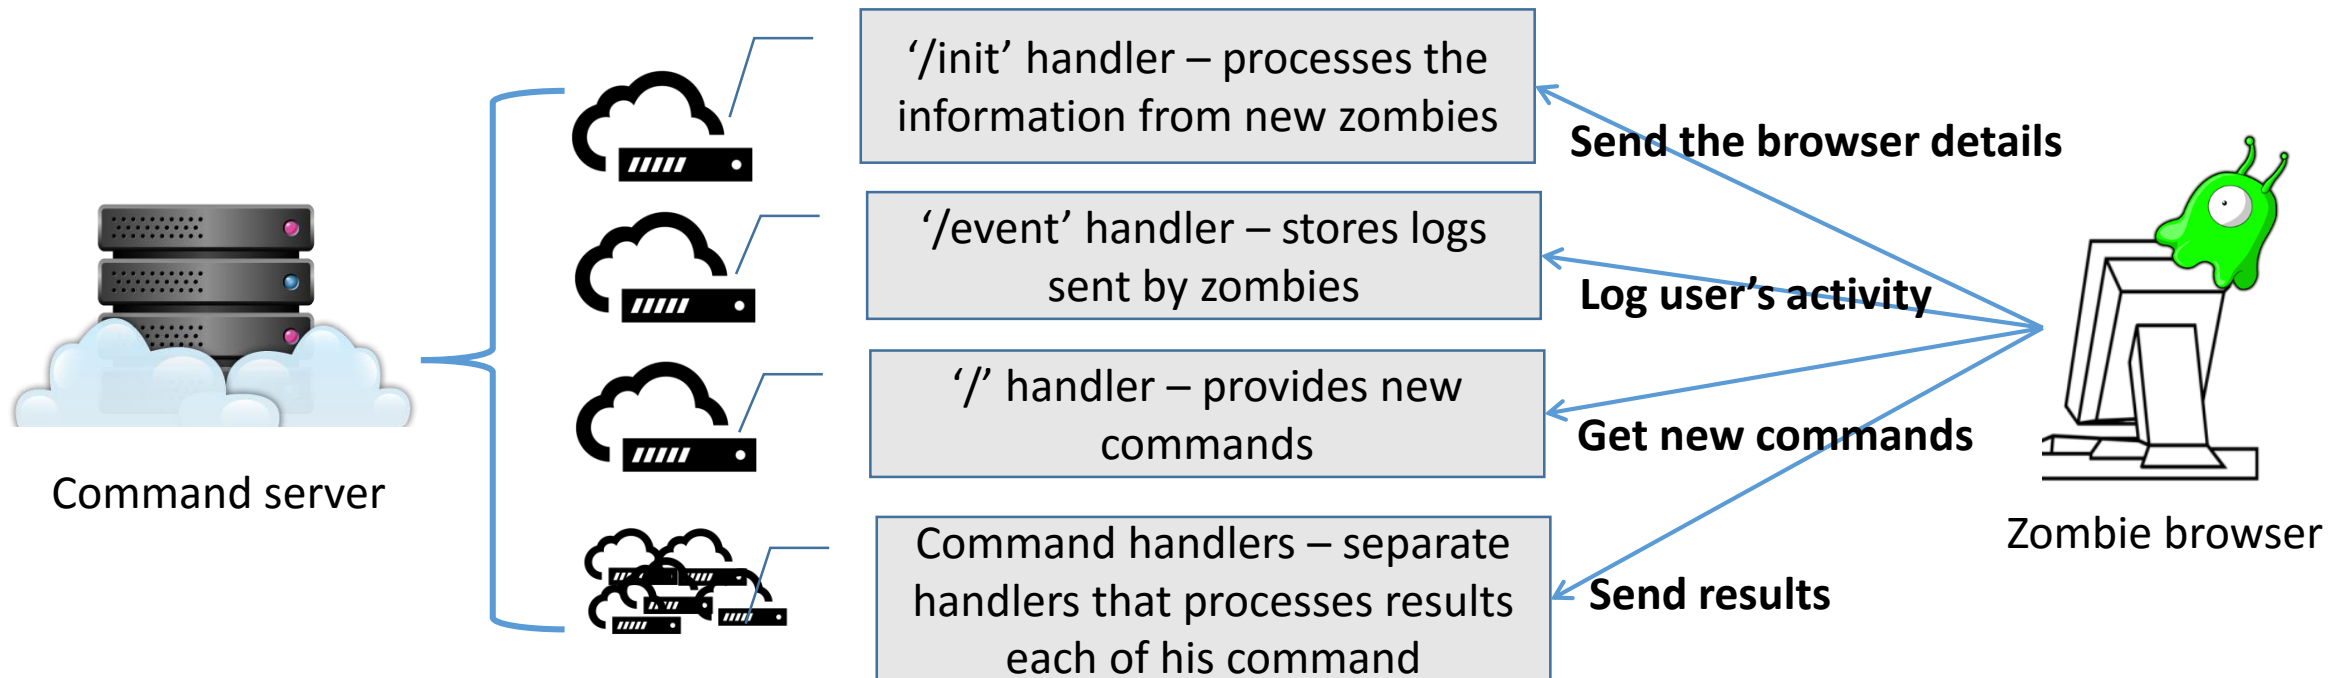 ‘/init’ handler – processes the
information from new zombies
Send the browser details
‘/event’ handler – stores logs
sent by zombies
Log user’s activity
‘/’ handler – provides new
commands
Get new commands
Command server
Command handlers – separate
handlers that processes results
each of his command
Send results
Zombie browser